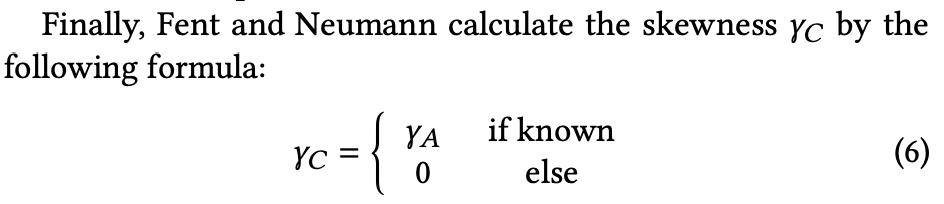 Finally, Fent and Neumann calculate the skewness γC by the
following formula:
γC = { γA if known
0 else
(6)